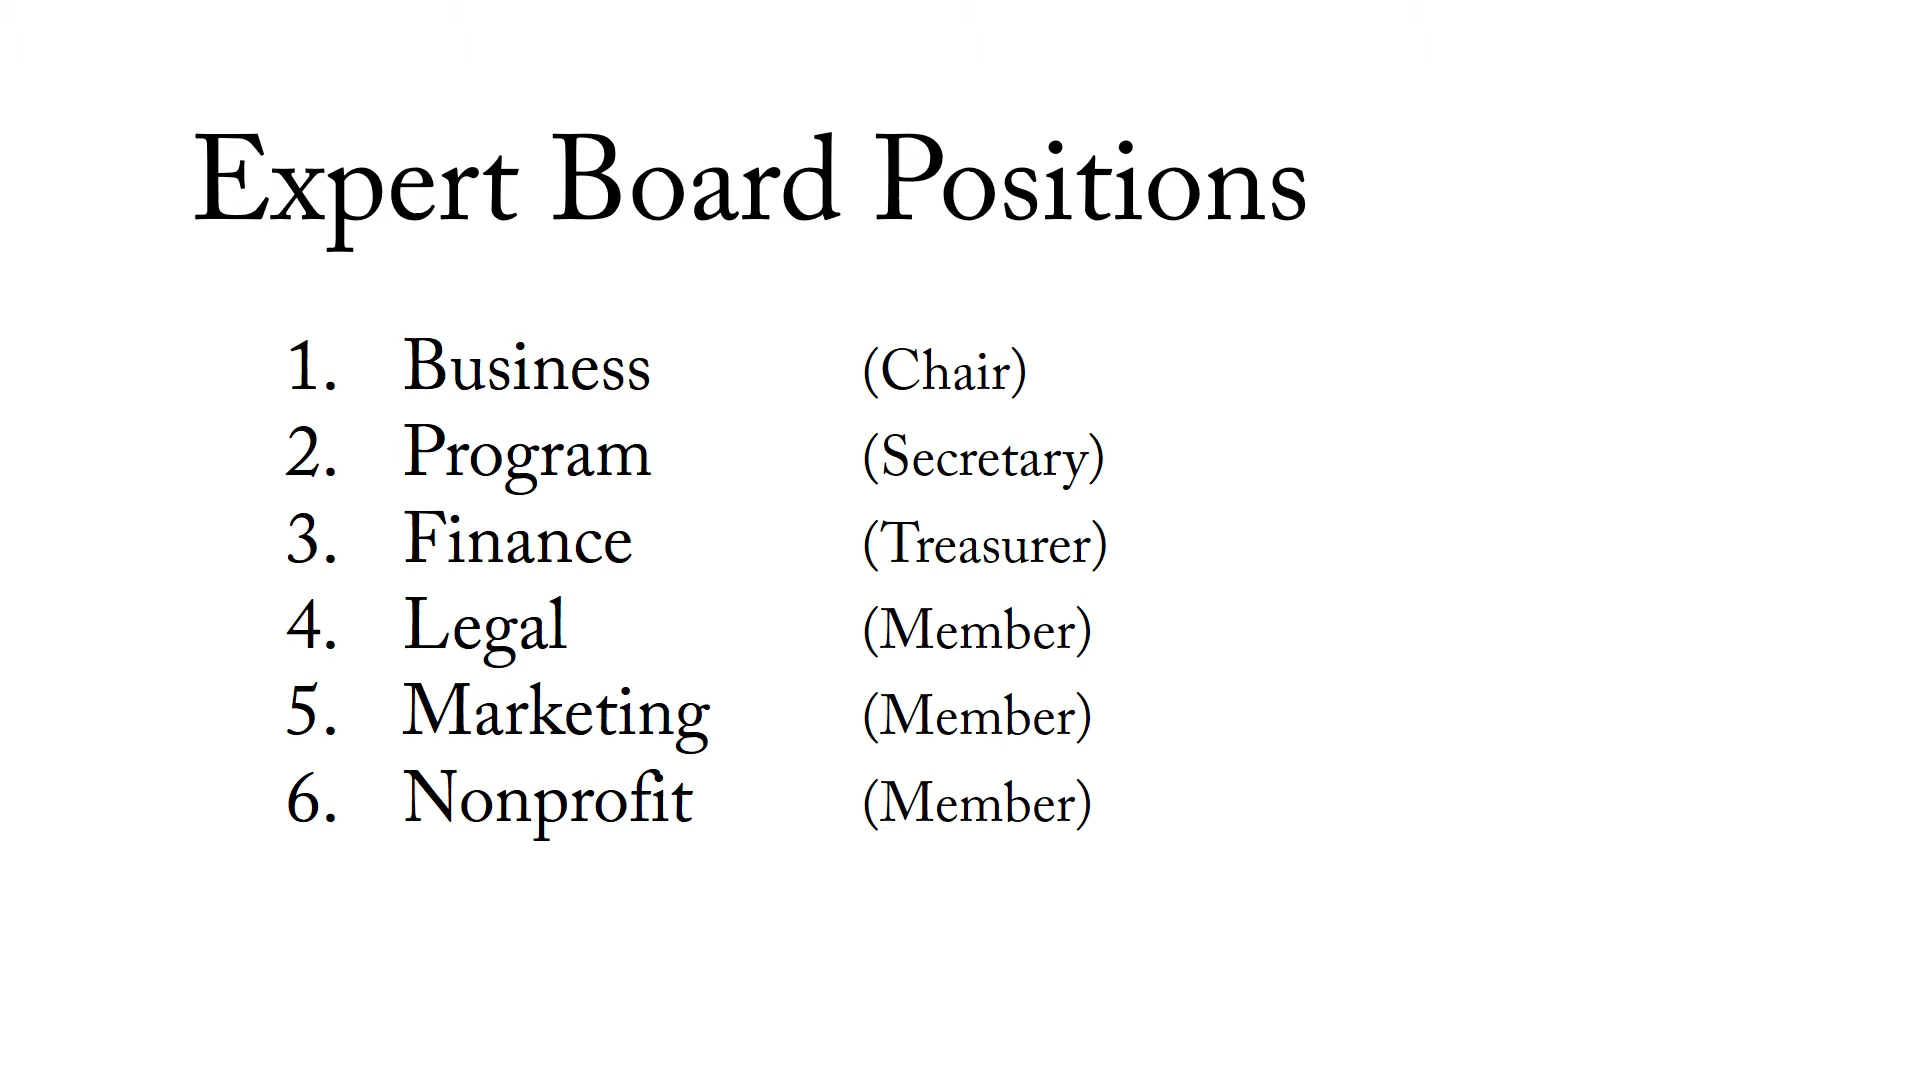 Expert Board Positions
1. Business (Chair)
2. Program (Secretary)
3. Finance (Treasurer)
4. Legal (Member)
5. Marketing (Member)
6. Nonprofit (Member)